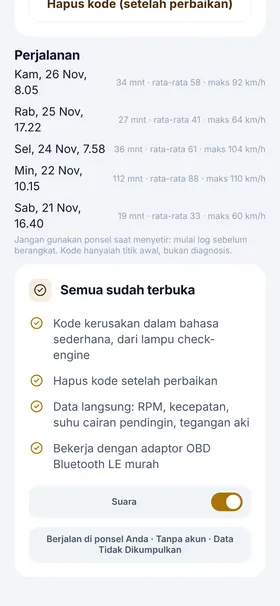 Hapus kode (setelah perbaikan)
Perjalanan
Kam, 26 Nov,
8.05
34 mnt · rata-rata 58 · maks 92 km/h
Rab, 25 Nov,
17.22
27 mnt · rata-rata 41 · maks 64 km/h
Sel, 24 Nov, 7.58
36 mnt · rata-rata 61 · maks 104 km/h
Min, 22 Nov,
10.15
112 mnt · rata-rata 88 · maks 110 km/h
Sab, 21 Nov,
16.40
19 mnt · rata-rata 33 · maks 60 km/h
Jangan gunakan ponsel saat menyetir: mulai log sebelum
berangkat. Kode hanyalah titik awal, bukan diagnosis.
Semua sudah terbuka
Kode kerusakan dalam bahasa
sederhana, dari lampu check-
engine
Hapus kode setelah perbaikan
Data langsung: RPM, kecepatan,
suhu cairan pendingin, tegangan aki
Bekerja dengan adaptor OBD
Bluetooth LE murah
Suara
Berjalan di ponsel Anda · Tanpa akun · Data
Tidak Dikumpulkan